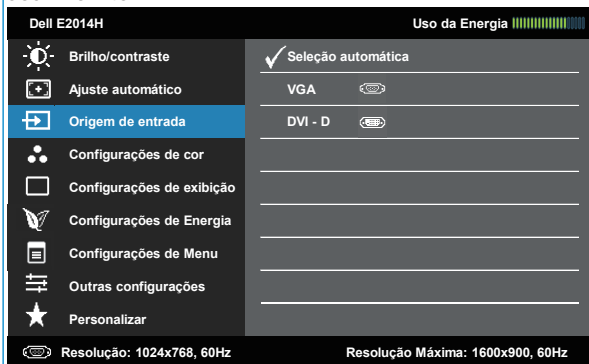 Dell E2014H Uso da Energia
Brilho/contraste
Ajuste automático
Origem de entrada
Configurações de cor
Configurações de exibição
Configurações de Energia
Configurações de Menu
Outras configurações
Personalizar
Seleção automática
VGA
DVI - D
Resolução: 1024x768, 60Hz Resolução Máxima: 1600x900, 60Hz